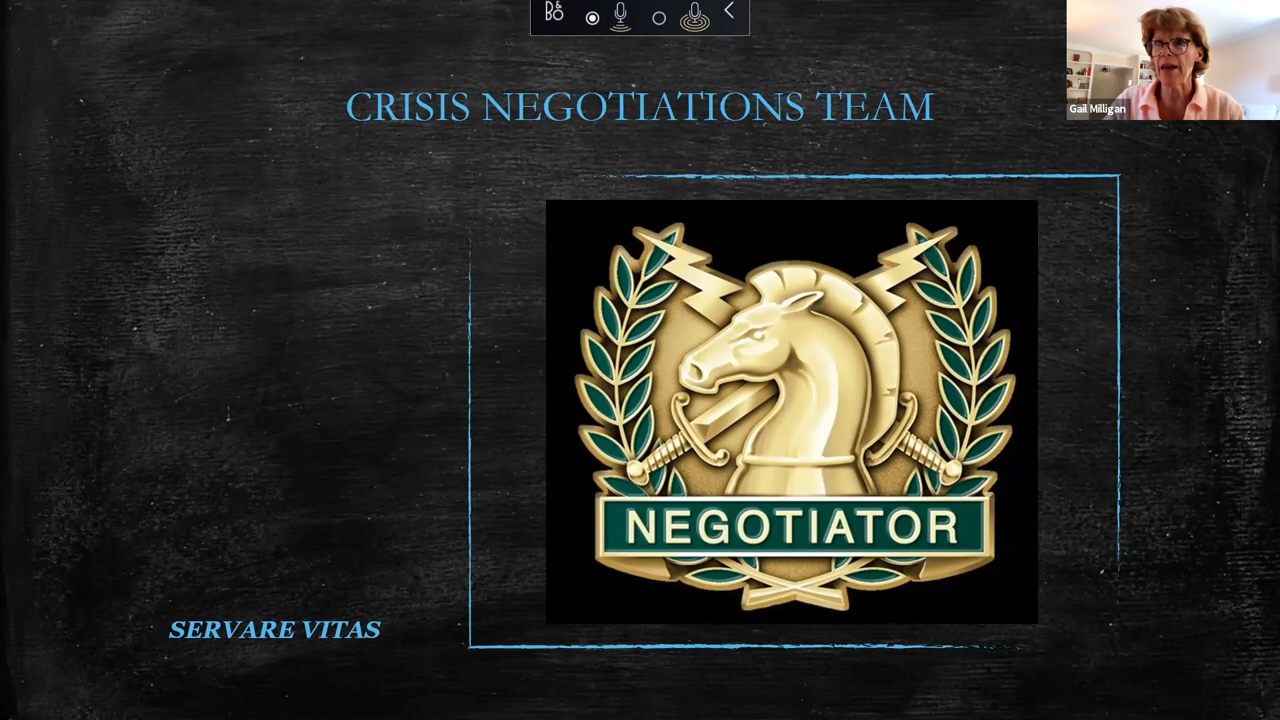 B&O
CRISIS NEGOTIATIONS TEAM
Gail Milligan
NEGOTIATOR
SERVARE VITAS